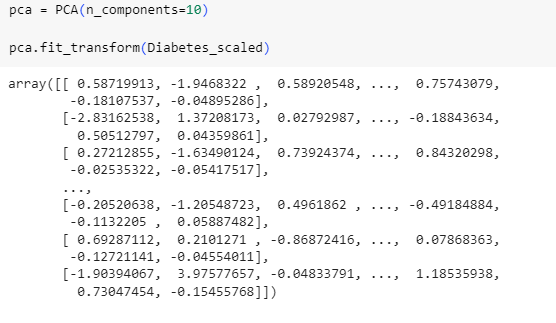 pca = PCA(n_components=10)
pca.fit_transform(Diabetes_scaled)
array([[ 0.58719913, -1.9468322 ,  0.58920548, ...,  0.75743079,
        -0.18107537, -0.04895286],
       [-2.83162538,  1.37208173,  0.02792987, ..., -0.18843634,
         0.50512797,  0.04359861],
       [ 0.27212855, -1.63490124,  0.73924374, ...,  0.84320298,
        -0.02535322, -0.05417517],
       ...,
       [-0.20520638, -1.20548723,  0.4961862 , ..., -0.49184884,
        -0.1132205 ,  0.05887482],
       [ 0.69287112,  0.2101271 , -0.86872416, ...,  0.07868363,
        -0.12721141, -0.04554011],
       [-1.90394067,  3.97577657, -0.04833791, ...,  1.18535938,
         0.73047454, -0.15455768]])